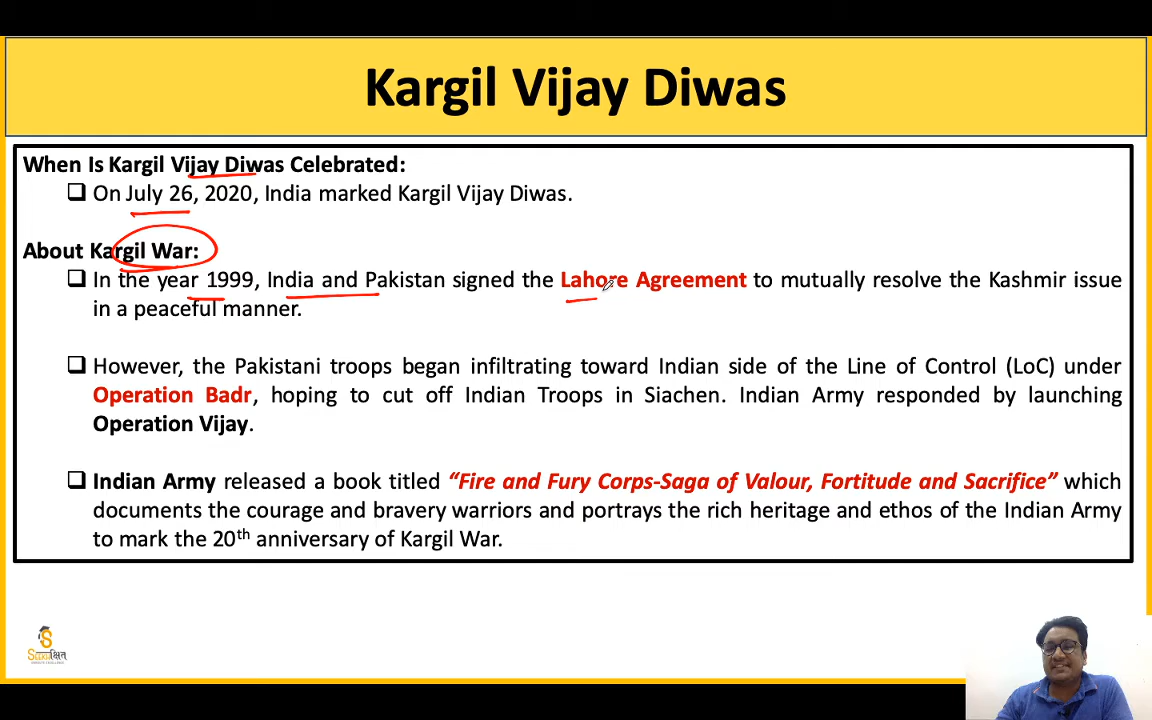 Kargil Vijay Diwas
When Is Kargil Vijay Diwas Celebrated:
❑ On July 26, 2020, India marked Kargil Vijay Diwas.
About Kargil War:
❑ In the year 1999, India and Pakistan signed the Lahore Agreement to mutually resolve the Kashmir issue
in a peaceful manner.
❑ However, the Pakistani troops began infiltrating toward Indian side of the Line of Control (LoC) under
Operation Badr, hoping to cut off Indian Troops in Siachen. Indian Army responded by launching
Operation Vijay.
❑ Indian Army released a book titled “Fire and Fury Corps-Saga of Valour, Fortitude and Sacrifice” which
documents the courage and bravery warriors and portrays the rich heritage and ethos of the Indian Army
to mark the 20th anniversary of Kargil War.